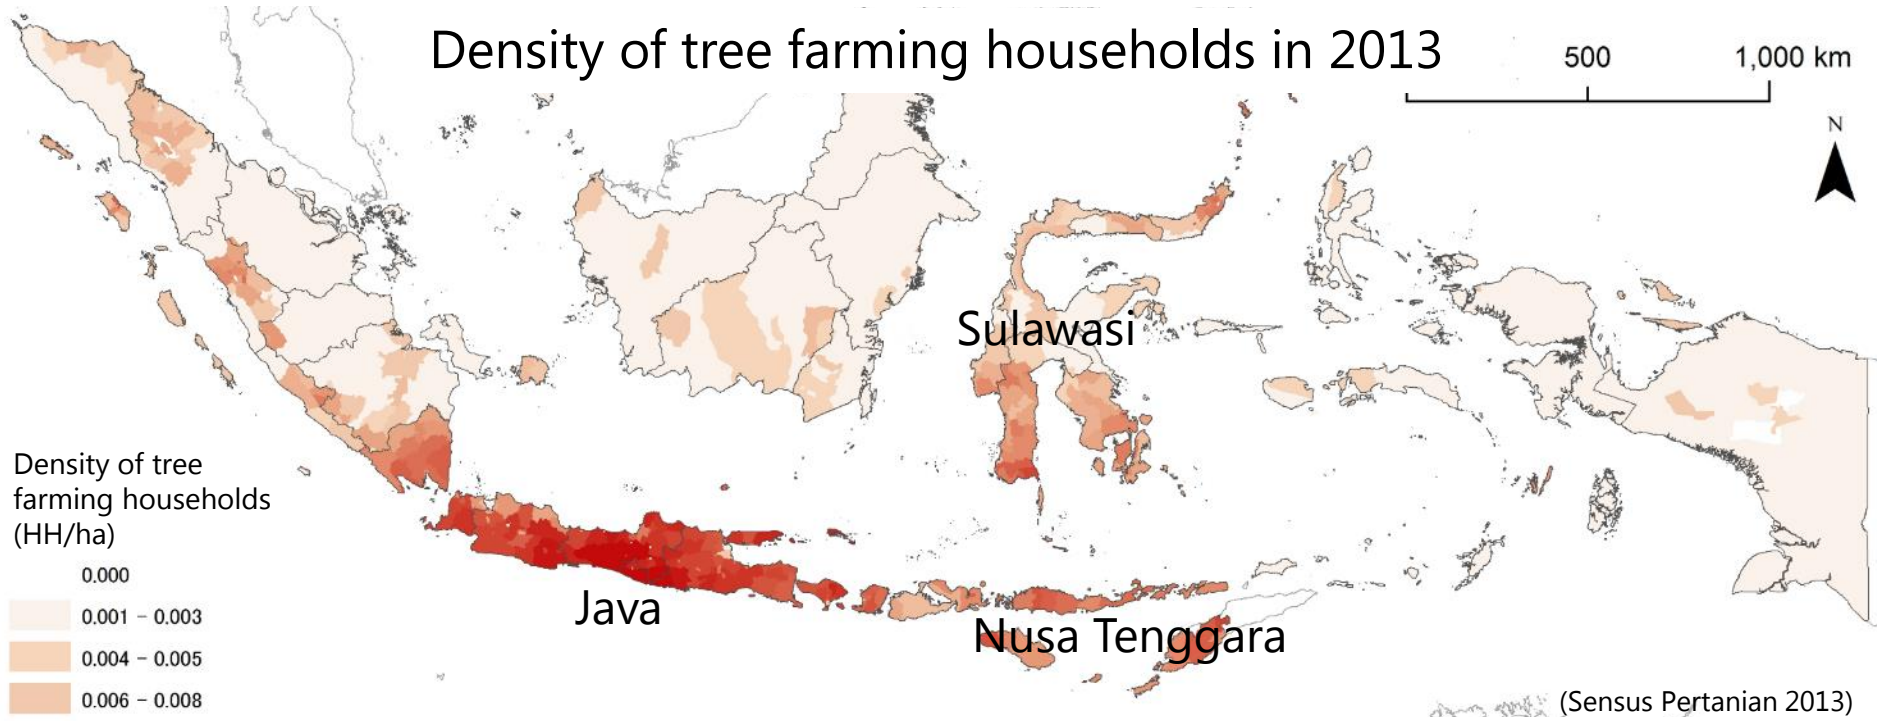 Density of tree farming households in 2013
500 1,000 km
N
Sulawasi
Density of tree
farming households
(HH/ha)
0.000
0.001 - 0.003
0.004 - 0.005
0.006 - 0.008
Java
Nusa Tenggara
(Sensus Pertanian 2013)